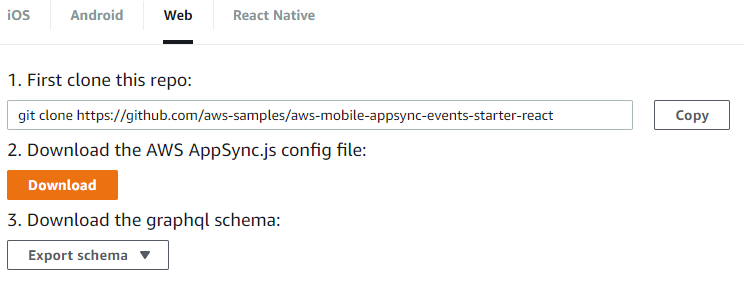 iOS Android Web React Native
1. First clone this repo:
git clone https://github.com/aws-samples/aws-mobile-appsync-events-starter-react Copy
2. Download the AWS AppSync.js config file:
Download
3. Download the graphql schema:
Export schema